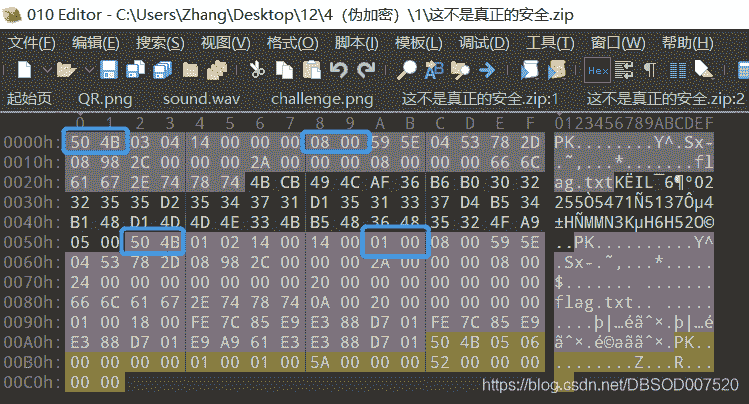 010 Editor - C:\Users\Zhang\Desktop\12\4（伪加密）\1\这不是真正的安全.zip
文件(F) 编辑(E) 搜索(S) 视图(V) 格式(O) 脚本(I) 模板(L) 调试(D) 工具(T) 窗口(W) 帮助(H)
Hex
起始页 QR.png sound.wav challenge.png 这不是真正的安全.zip:1 这不是真正的安全.zip:2
0 1 2 3 4 5 6 7 8 9 A B C D E F 0123456789ABCDEF
0000h: 50 4B 03 04 14 00 00 00 08 00 59 5E 04 53 78 2D PK........Y^.Sx-
0010h: 08 98 2C 00 00 00 2A 00 00 00 08 00 00 00 66 6C .˜,...*.......fl
0020h: 61 67 2E 74 78 74 4B CB 49 4C AF 36 B6 B0 30 32 ag.txtKËIL¯6¶°02
0030h: 32 35 35 D2 35 34 37 31 D1 35 31 33 37 D4 B5 34 255Ò5471Ñ5137Ôµ4
0040h: B1 48 D1 4D 4D 4E 33 4B B5 48 36 48 35 32 4F A9 ±HÑMMN3KµH6H52O©
0050h: 05 00 50 4B 01 02 14 00 14 00 01 00 08 00 59 5E ..PK..........Y^
0060h: 04 53 78 2D 08 98 2C 00 00 00 2A 00 00 00 08 00 .Sx-.˜,...*.....
0070h: 24 00 00 00 00 00 00 00 20 00 00 00 00 00 00 00 $....... .......
0080h: 66 6C 61 67 2E 74 78 74 0A 00 20 00 00 00 00 00 flag.txt.. .....
0090h: 01 00 18 00 FE 7C 85 E9 E3 88 D7 01 FE 7C 85 E9 ....þ|…éãˆ×.þ|…é
00A0h: E3 88 D7 01 E9 A9 61 E3 E3 88 D7 01 50 4B 05 06 ãˆ×.é©aããˆ×.PK..
00B0h: 00 00 00 00 01 00 01 00 5A 00 00 00 52 00 00 00 ........Z...R...
00C0h: 00 00 ..
https://blog.csdn.net/DBSOD007520